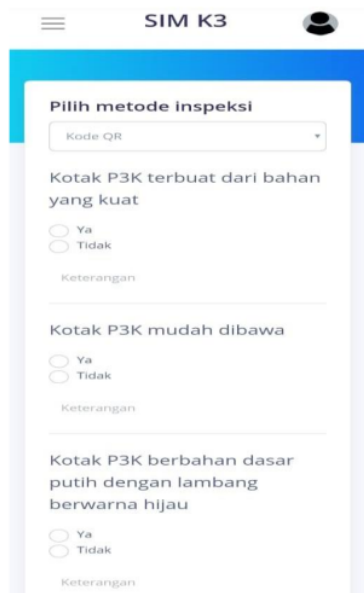 SIM K3
Pilih metode inspeksi
Kode QR
Kotak P3K terbuat dari bahan
yang kuat
Ya
Tidak
Keterangan
Kotak P3K mudah dibawa
Ya
Tidak
Keterangan
Kotak P3K berbahan dasar
putih dengan lambang
berwarna hijau
Ya
Tidak
Keterangan